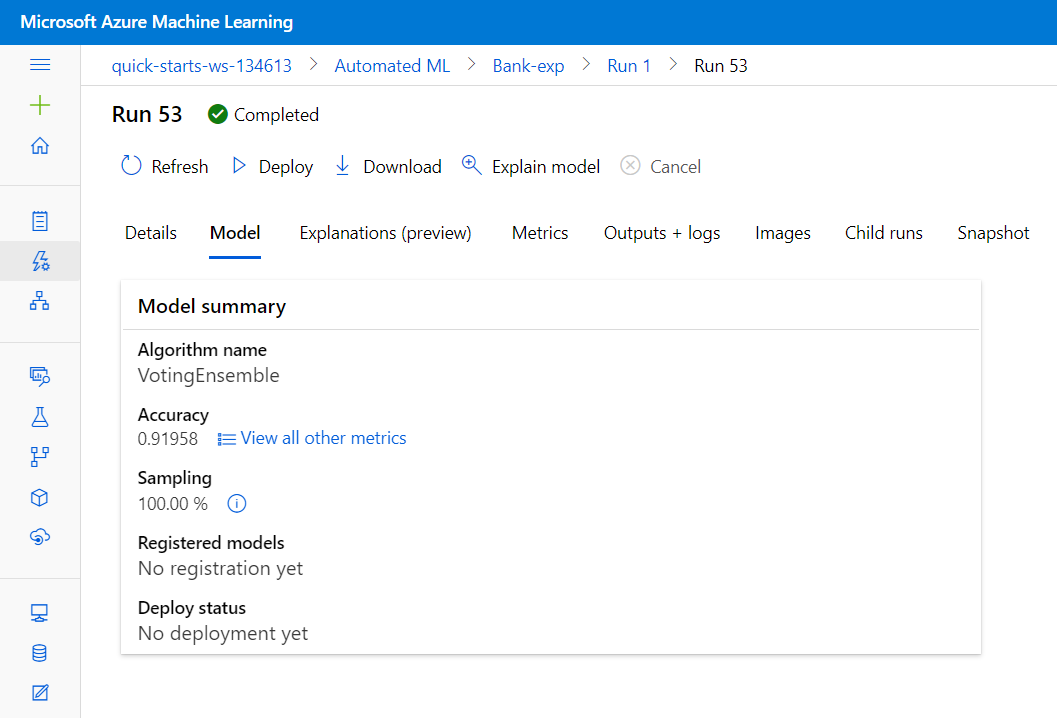 Microsoft Azure Machine Learning
quick-starts-ws-134613 > Automated ML > Bank-exp > Run 1 > Run 53
Run 53 Completed
Refresh Deploy Download Explain model Cancel
Details Model Explanations (preview) Metrics Outputs + logs Images Child runs Snapshot
Model summary
Algorithm name
VotingEnsemble
Accuracy
0.91958 View all other metrics
Sampling
100.00 %
Registered models
No registration yet
Deploy status
No deployment yet